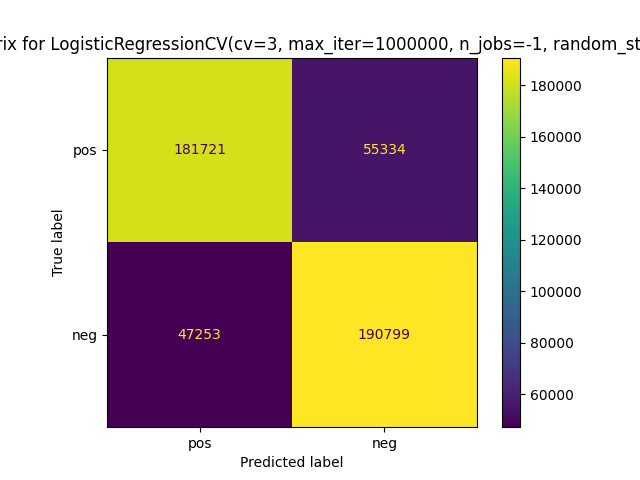 rix for LogisticRegressionCV(cv=3, max_iter=1000000, n_jobs=-1, random_st
pos
181721
55334
neg
47253
190799
pos
neg
True label
Predicted label
180000
160000
140000
120000
100000
80000
60000